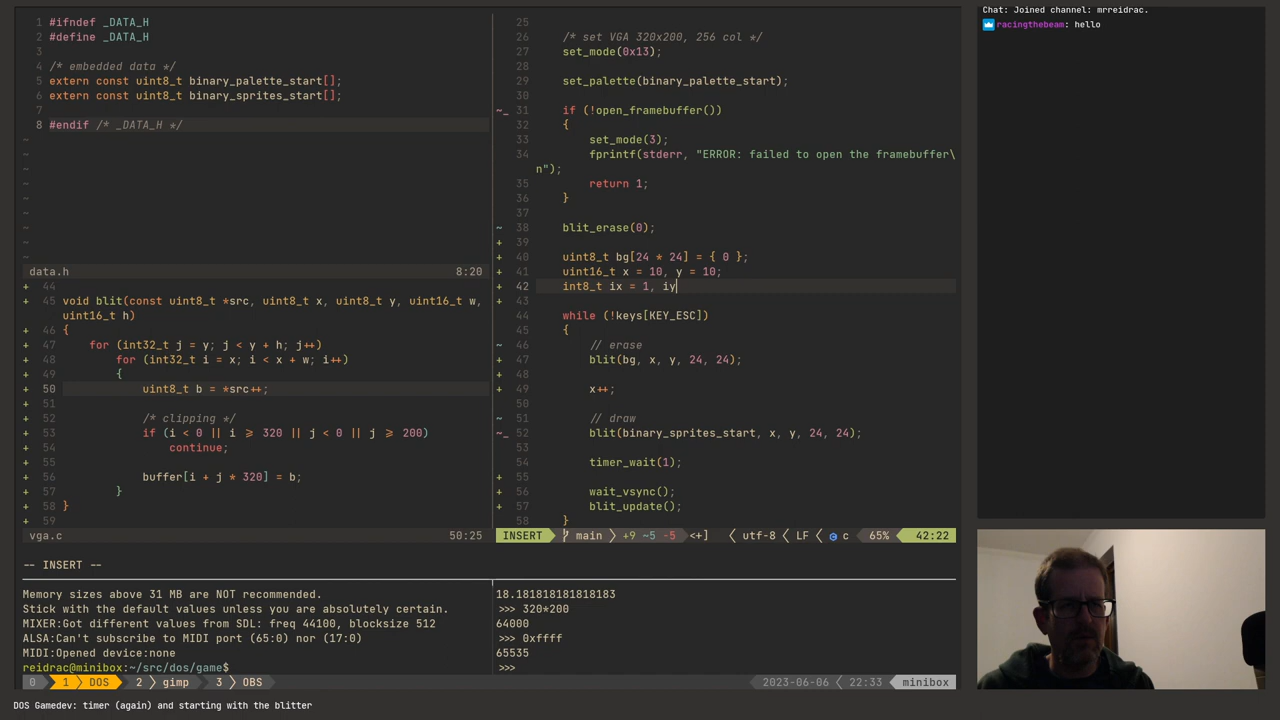 1 #ifndef _DATA_H
2 #define _DATA_H
3
4 /* embedded data */
5 extern const uint8_t binary_palette_start[];
6 extern const uint8_t binary_sprites_start[];
7
8 #endif /* _DATA_H */
~
~
~
~
~
~
~
~
~
data.h 8:20
+ 44
+ 45 void blit(const uint8_t *src, uint8_t x, uint8_t y, uint16_t w,
uint16_t h)
+ 46 {
+ 47 for (int32_t j = y; j < y + h; j++)
+ 48 for (int32_t i = x; i < x + w; i++)
+ 49 {
+ 50 uint8_t b = *src++;
+ 51
+ 52 /* clipping */
+ 53 if (i < 0 || i >= 320 || j < 0 || j >= 200)
+ 54 continue;
+ 55
+ 56 buffer[i + j * 320] = b;
+ 57 }
+ 58 }
+ 59
vga.c 50:25
25
26 /* set VGA 320x200, 256 col */
27 set_mode(0x13);
28
29 set_palette(binary_palette_start);
30
~_ 31 if (!open_framebuffer())
32 {
33 set_mode(3);
34 fprintf(stderr, "ERROR: failed to open the framebuffer\
n");
35 return 1;
36 }
37
~ 38 blit_erase(0);
+ 39
+ 40 uint8_t bg[24 * 24] = { 0 };
+ 41 uint16_t x = 10, y = 10;
+ 42 int8_t ix = 1, iy
+ 43
44 while (!keys[KEY_ESC])
45 {
~ 46 // erase
+ 47 blit(bg, x, y, 24, 24);
+ 48
+ 49 x++;
50
~ 51 // draw
~_ 52 blit(binary_sprites_start, x, y, 24, 24);
53
54 timer_wait(1);
+ 55
+ 56 wait_vsync();
+ 57 blit_update();
58 }
INSERT main +9 ~5 -5 <+] utf-8 LF c 65% 42:22
-- INSERT --
Memory sizes above 31 MB are NOT recommended.
Stick with the default values unless you are absolutely certain.
MIXER:Got different values from SDL: freq 44100, blocksize 512
ALSA:Can't subscribe to MIDI port (65:0) nor (17:0)
MIDI:Opened device:none
reidrac@minibox:~/src/dos/game$
18.181818181818183
>>> 320*200
64000
>>> 0xffff
65535
>>>
0 1 DOS 2 gimp 3 OBS 2023-06-06 22:33 minibox
DOS Gamedev: timer (again) and starting with the blitter
Chat: Joined channel: mrreidrac.
racingthebeam: hello